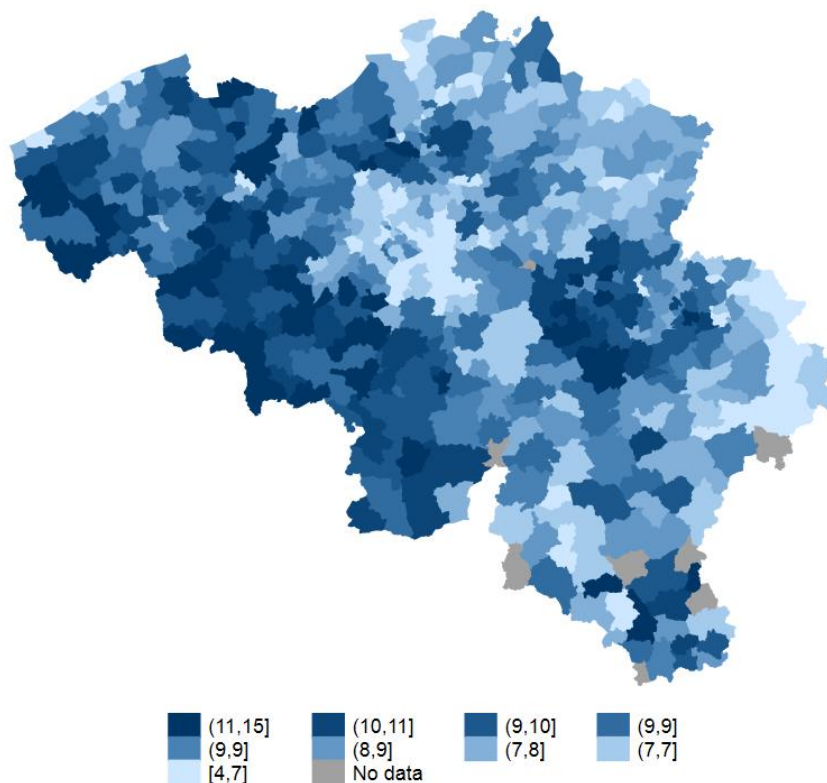 (11,15] (10,11] (9,10] (9,9]
(9,9] (8,9] (7,8] (7,7]
[4,7] No data